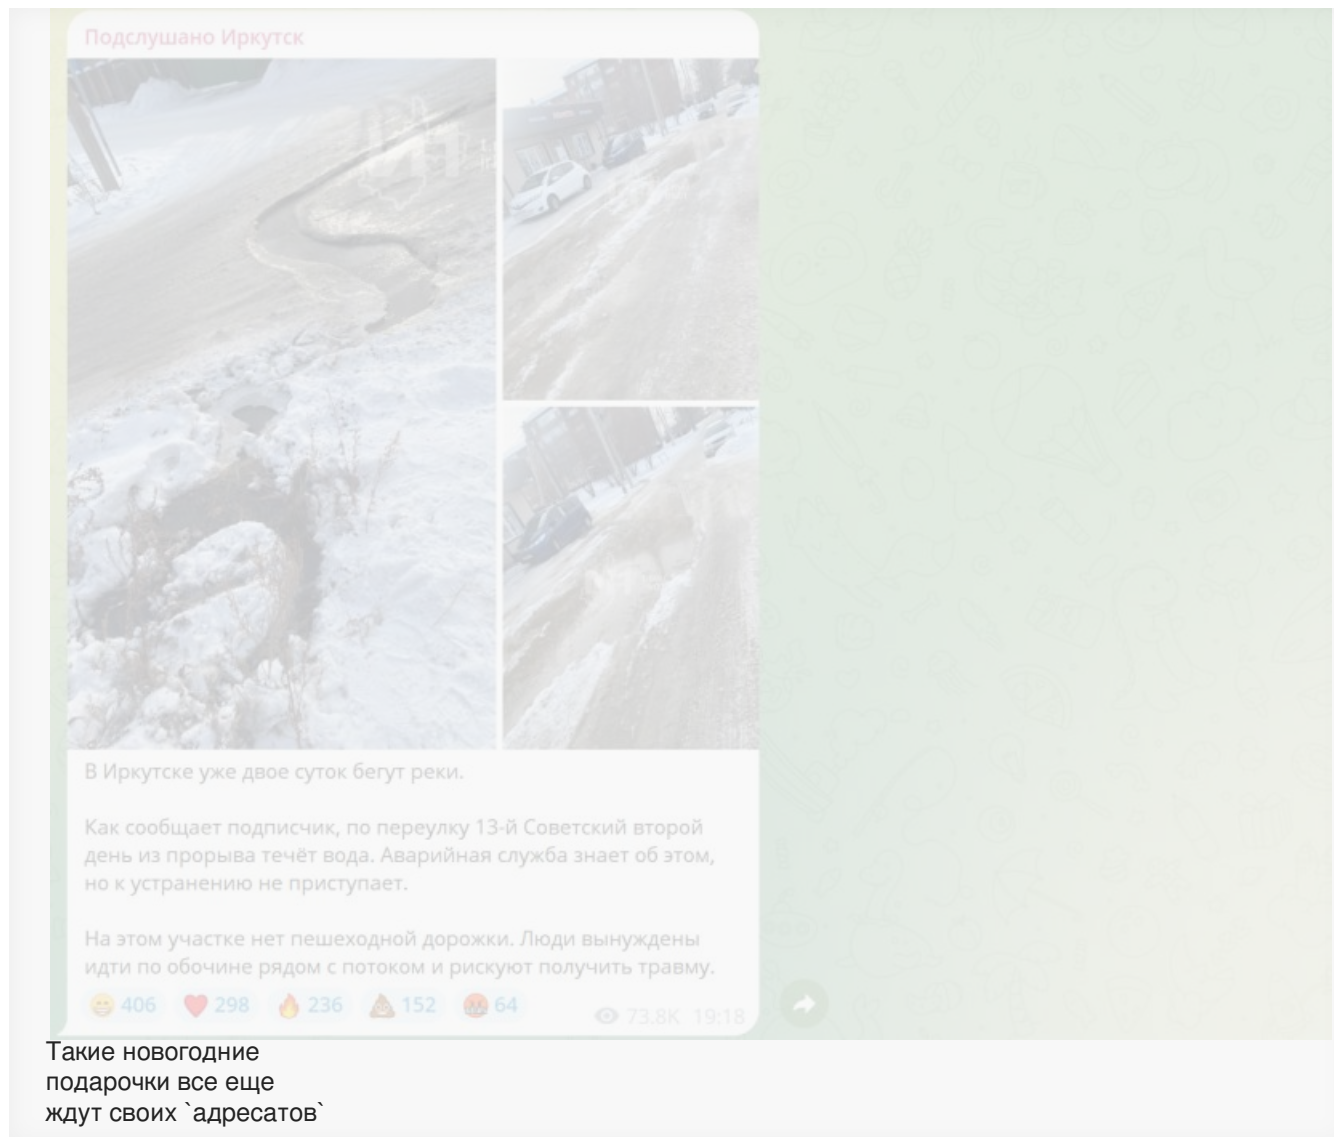 Подслушано Иркутск
В Иркутске уже двое суток бегут реки.
Как сообщает подписчик, по переулку 13-й Советский второй
день из прорыва течёт вода. Аварийная служба знает об этом,
но к устранению не приступает.
На этом участке нет пешеходной дорожки. Люди вынуждены
идти по обочине рядом с потоком и рискуют получить травму.
406 298 236 152 64
73.8K 19:18
Такие новогодние
подарочки все еще
ждут своих `адресатов`